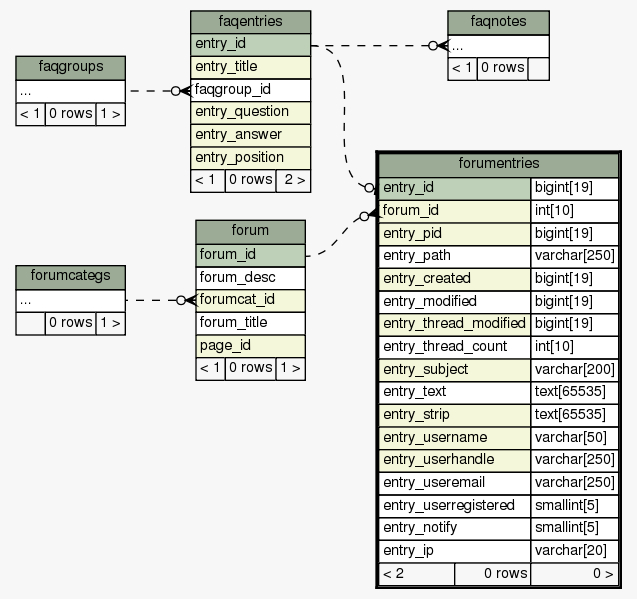 faqentries
entry_id
entry_title
faqgroup_id
entry_question
entry_answer
entry_position
< 1 0 rows 2 >
faqnotes
...
< 1 0 rows
faqgroups
...
< 1 0 rows 1 >
forumentries
entry_id bigint[19]
forum_id int[10]
entry_pid bigint[19]
entry_path varchar[250]
entry_created bigint[19]
entry_modified bigint[19]
entry_thread_modified bigint[19]
entry_thread_count int[10]
entry_subject varchar[200]
entry_text text[65535]
entry_strip text[65535]
entry_username varchar[50]
entry_userhandle varchar[250]
entry_useremail varchar[250]
entry_userregistered smallint[5]
entry_notify smallint[5]
entry_ip varchar[20]
< 2 0 rows 0 >
forum
forum_id
forum_desc
forumcat_id
forum_title
page_id
< 1 0 rows 1 >
forumcategs
...
0 rows 1 >